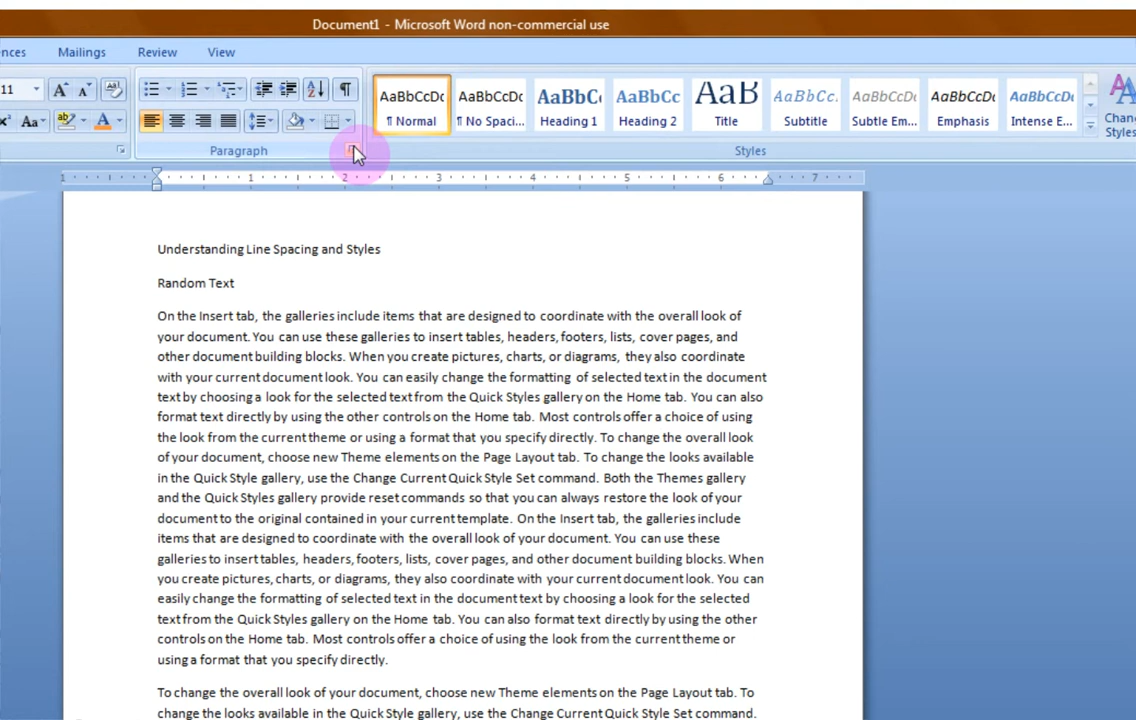 Document1 - Microsoft Word non-commercial use
nces Mailings Review View
11 A A Aa A
AaBbCcDc AaBbCcDc AaBbC AaBbCc AaB AaBbCc. AaBbCcDc AaBbCcDc AaBbCcDc A A
¶ Normal ¶ No Spaci... Heading 1 Heading 2 Title Subtitle Subtle Em... Emphasis Intense E... Chang
Styles
Paragraph Styles
1 1 2 3 4 5 6 7
Understanding Line Spacing and Styles
Random Text
On the Insert tab, the galleries include items that are designed to coordinate with the overall look of
your document. You can use these galleries to insert tables, headers, footers, lists, cover pages, and
other document building blocks. When you create pictures, charts, or diagrams, they also coordinate
with your current document look. You can easily change the formatting of selected text in the document
text by choosing a look for the selected text from the Quick Styles gallery on the Home tab. You can also
format text directly by using the other controls on the Home tab. Most controls offer a choice of using
the look from the current theme or using a format that you specify directly. To change the overall look
of your document, choose new Theme elements on the Page Layout tab. To change the looks available
in the Quick Style gallery, use the Change Current Quick Style Set command. Both the Themes gallery
and the Quick Styles gallery provide reset commands so that you can always restore the look of your
document to the original contained in your current template. On the Insert tab, the galleries include
items that are designed to coordinate with the overall look of your document. You can use these
galleries to insert tables, headers, footers, lists, cover pages, and other document building blocks. When
you create pictures, charts, or diagrams, they also coordinate with your current document look. You can
easily change the formatting of selected text in the document text by choosing a look for the selected
text from the Quick Styles gallery on the Home tab. You can also format text directly by using the other
controls on the Home tab. Most controls offer a choice of using the look from the current theme or
using a format that you specify directly.
To change the overall look of your document, choose new Theme elements on the Page Layout tab. To
change the looks available in the Quick Style gallery, use the Change Current Quick Style Set command.